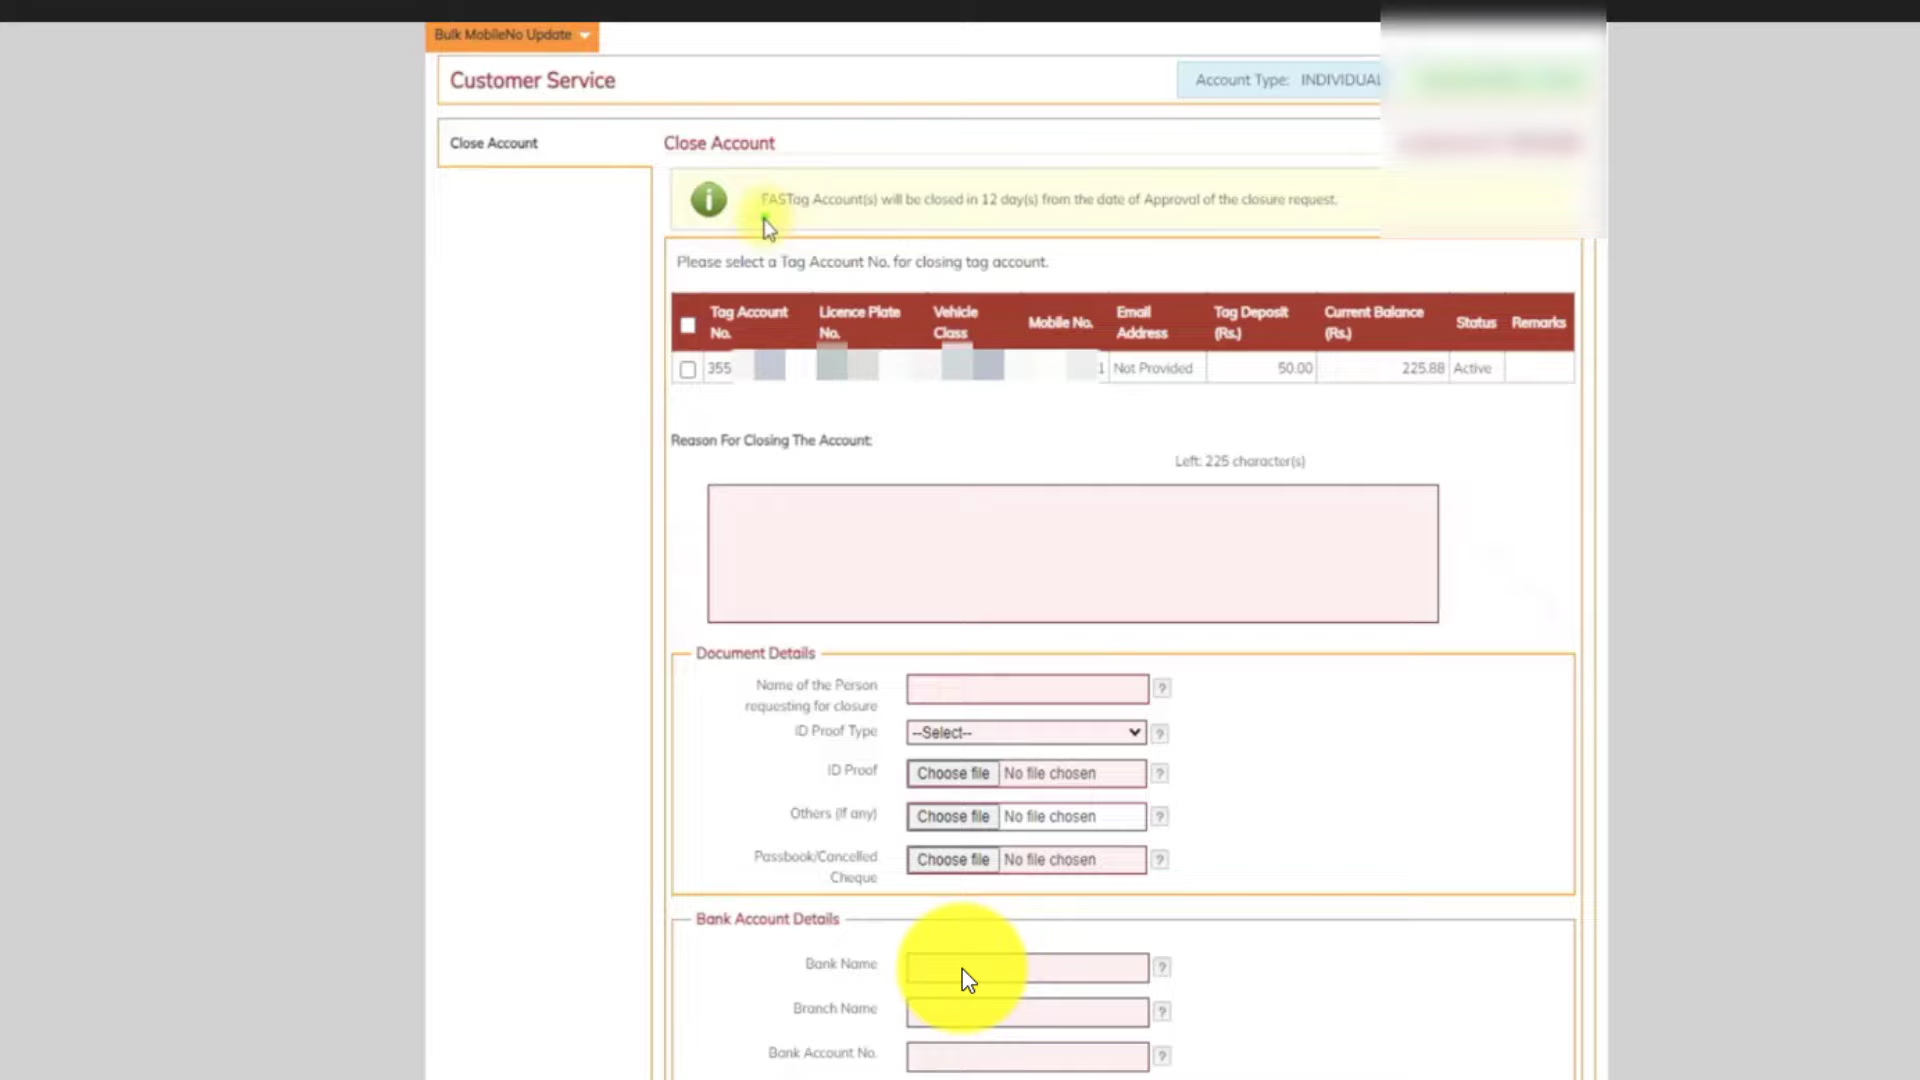 Bulk MobileNo Update
Customer Service
Account Type: INDIVIDUAL
Close Account
Close Account
FASTag Account(s) will be closed in 12 day(s) from the date of Approval of the closure request.
Please select a Tag Account No. for closing tag account.
Tag Account No. Licence Plate No. Vehicle Class Mobile No. Email Address Tag Deposit (Rs.) Current Balance (Rs.) Status Remarks
355 1 Not Provided 50.00 225.88 Active
Reason For Closing The Account:
Left: 225 character(s)
Document Details
Name of the Person
requesting for closure
?
ID Proof Type --Select-- ?
ID Proof Choose file No file chosen ?
Others (If any) Choose file No file chosen ?
Passbook/Cancelled Choose file No file chosen ?
Cheque
Bank Account Details
Bank Name ?
Branch Name ?
Bank Account No. ?